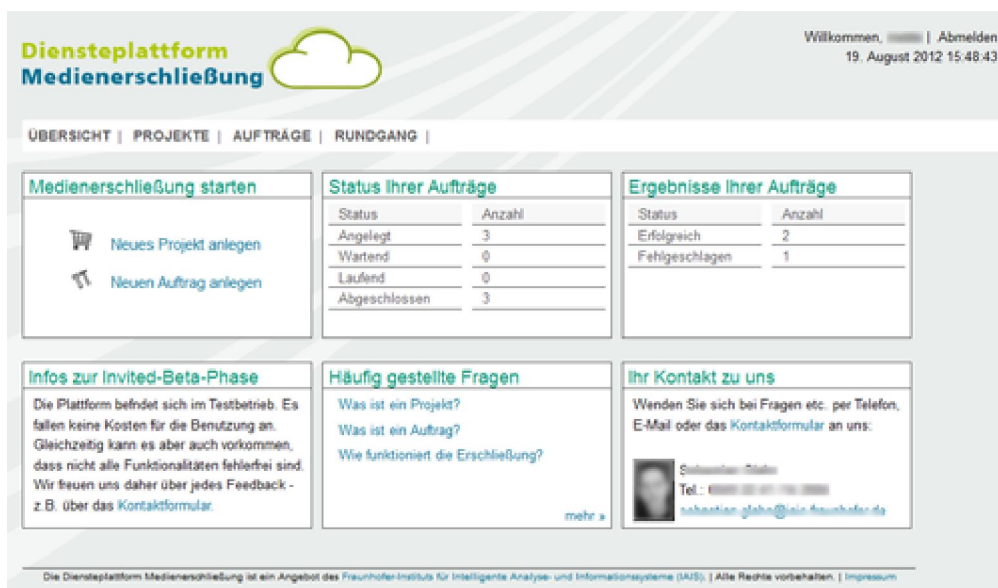 Diensteplattform
Medienerschließung
Willkommen, | Abmelden
19. August 2012 15:48:43
ÜBERSICHT | PROJEKTE | AUFTRÄGE | RUNDGANG |
Medienerschließung starten
Neues Projekt anlegen
Neuen Auftrag anlegen
Status Ihrer Aufträge
Status Anzahl
Angelegt 3
Wartend 0
Laufend 0
Abgeschlossen 3
Ergebnisse Ihrer Aufträge
Status Anzahl
Erfolgreich 2
Fehlgeschlagen 1
Infos zur Invited-Beta-Phase
Die Plattform befindet sich im Testbetrieb. Es
fallen keine Kosten für die Benutzung an.
Gleichzeitig kann es aber auch vorkommen,
dass nicht alle Funktionalitäten fehlerfrei sind.
Wir freuen uns daher über jedes Feedback -
z.B. über das Kontaktformular.
Häufig gestellte Fragen
Was ist ein Projekt?
Was ist ein Auftrag?
Wie funktioniert die Erschließung?
mehr »
Ihr Kontakt zu uns
Wenden Sie sich bei Fragen etc. per Telefon,
E-Mail oder das Kontaktformular an uns:
Tel.:
Die Diensteplattform Medienerschließung ist ein Angebot des Fraunhofer-Instituts für Intelligente Analyse- und Informationssysteme (IAIS). | Alle Rechte vorbehalten. | Impressum